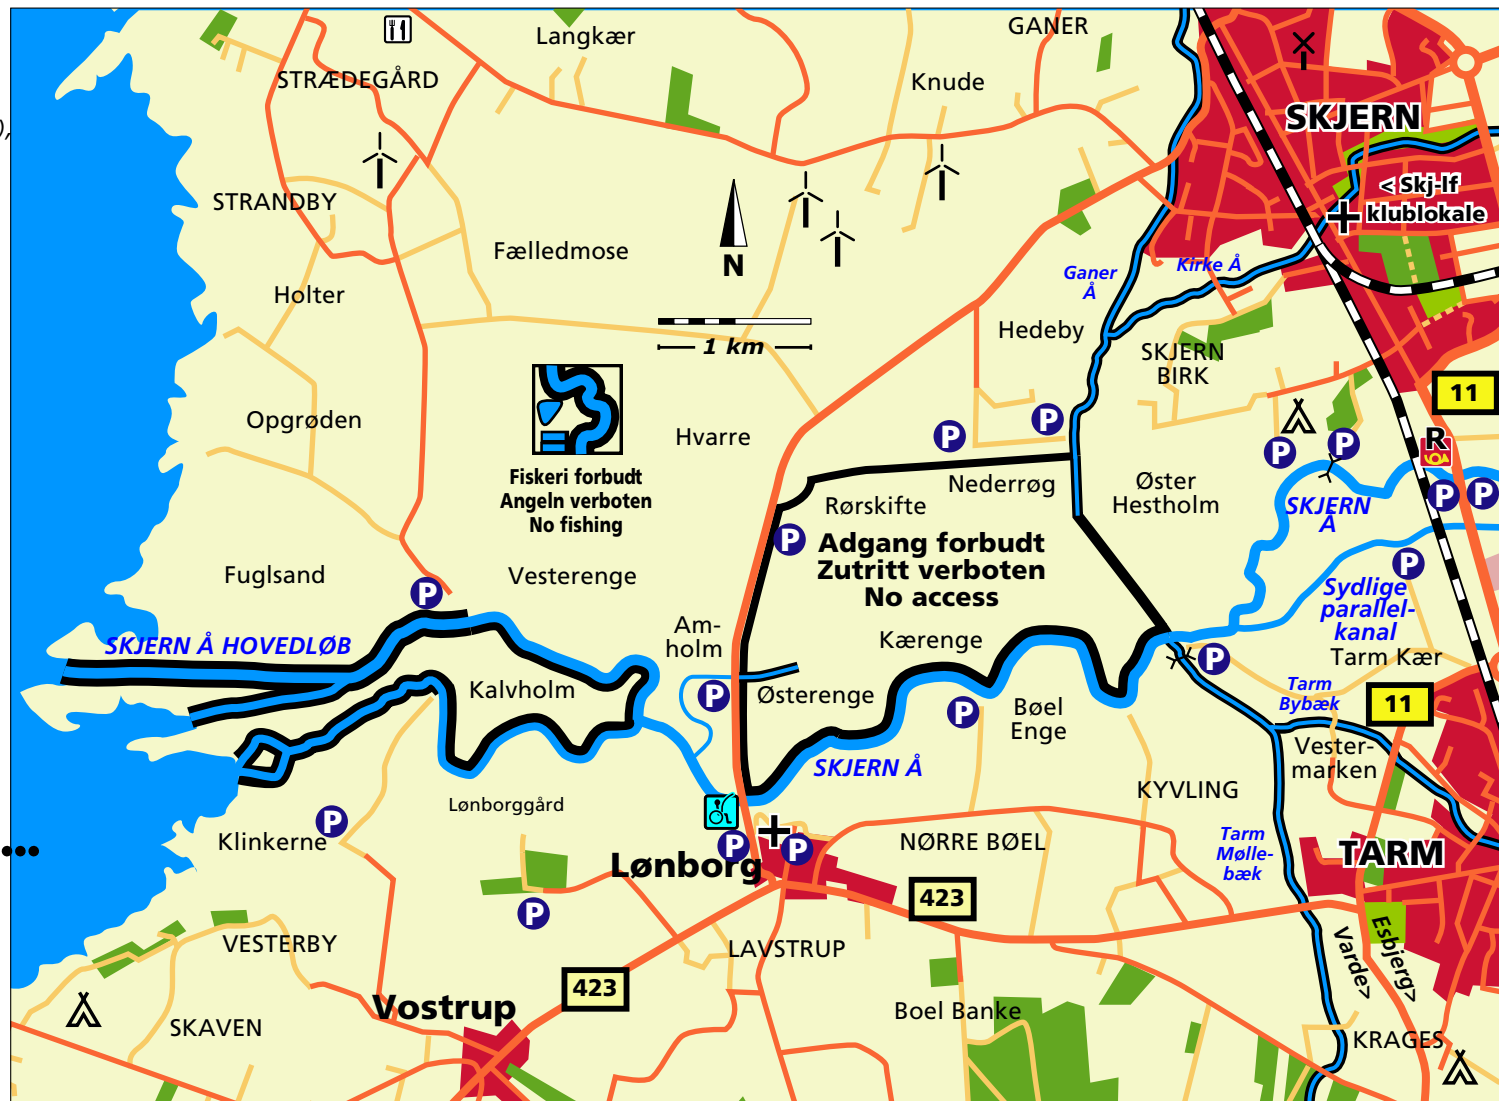 Langkær
GANER
STRÆDEGÅRD
Knude
SKJERN
),
< Skj-lf
klublokale
STRANDBY
Fælledmose
N
Ganer
Å
Kirke Å
Holter
1 km
Hedeby
SKJERN
BIRK
11
Opgrøden
Hvarre
P
P
P
P
R
Fiskeri forbudt
Angeln verboten
No fishing
Nederrøg
Rørskifte
Øster
Hestholm
SKJERN
Å
P
P
P
Adgang forbudt
Zutritt verboten
No access
P
Fuglsand
Vesterenge
P
Sydlige
parallel-
kanal
SKJERN Å HOVEDLØB
Am-
holm
Kærenge
P
Tarm Kær
Kalvholm
P
Østerenge
P
Bøel
Enge
Tarm
Bybæk
11
Vester-
marken
SKJERN Å
KYVLING
Lønborggård
P
Klinkerne
P
P
NØRRE BØEL
Tarm
Mølle-
bæk
TARM
•••
Lønborg
423
P
VESTERBY
LAVSTRUP
Varde>
Esbjerg>
423
Vostrup
Boel Banke
SKAVEN
KRAGES